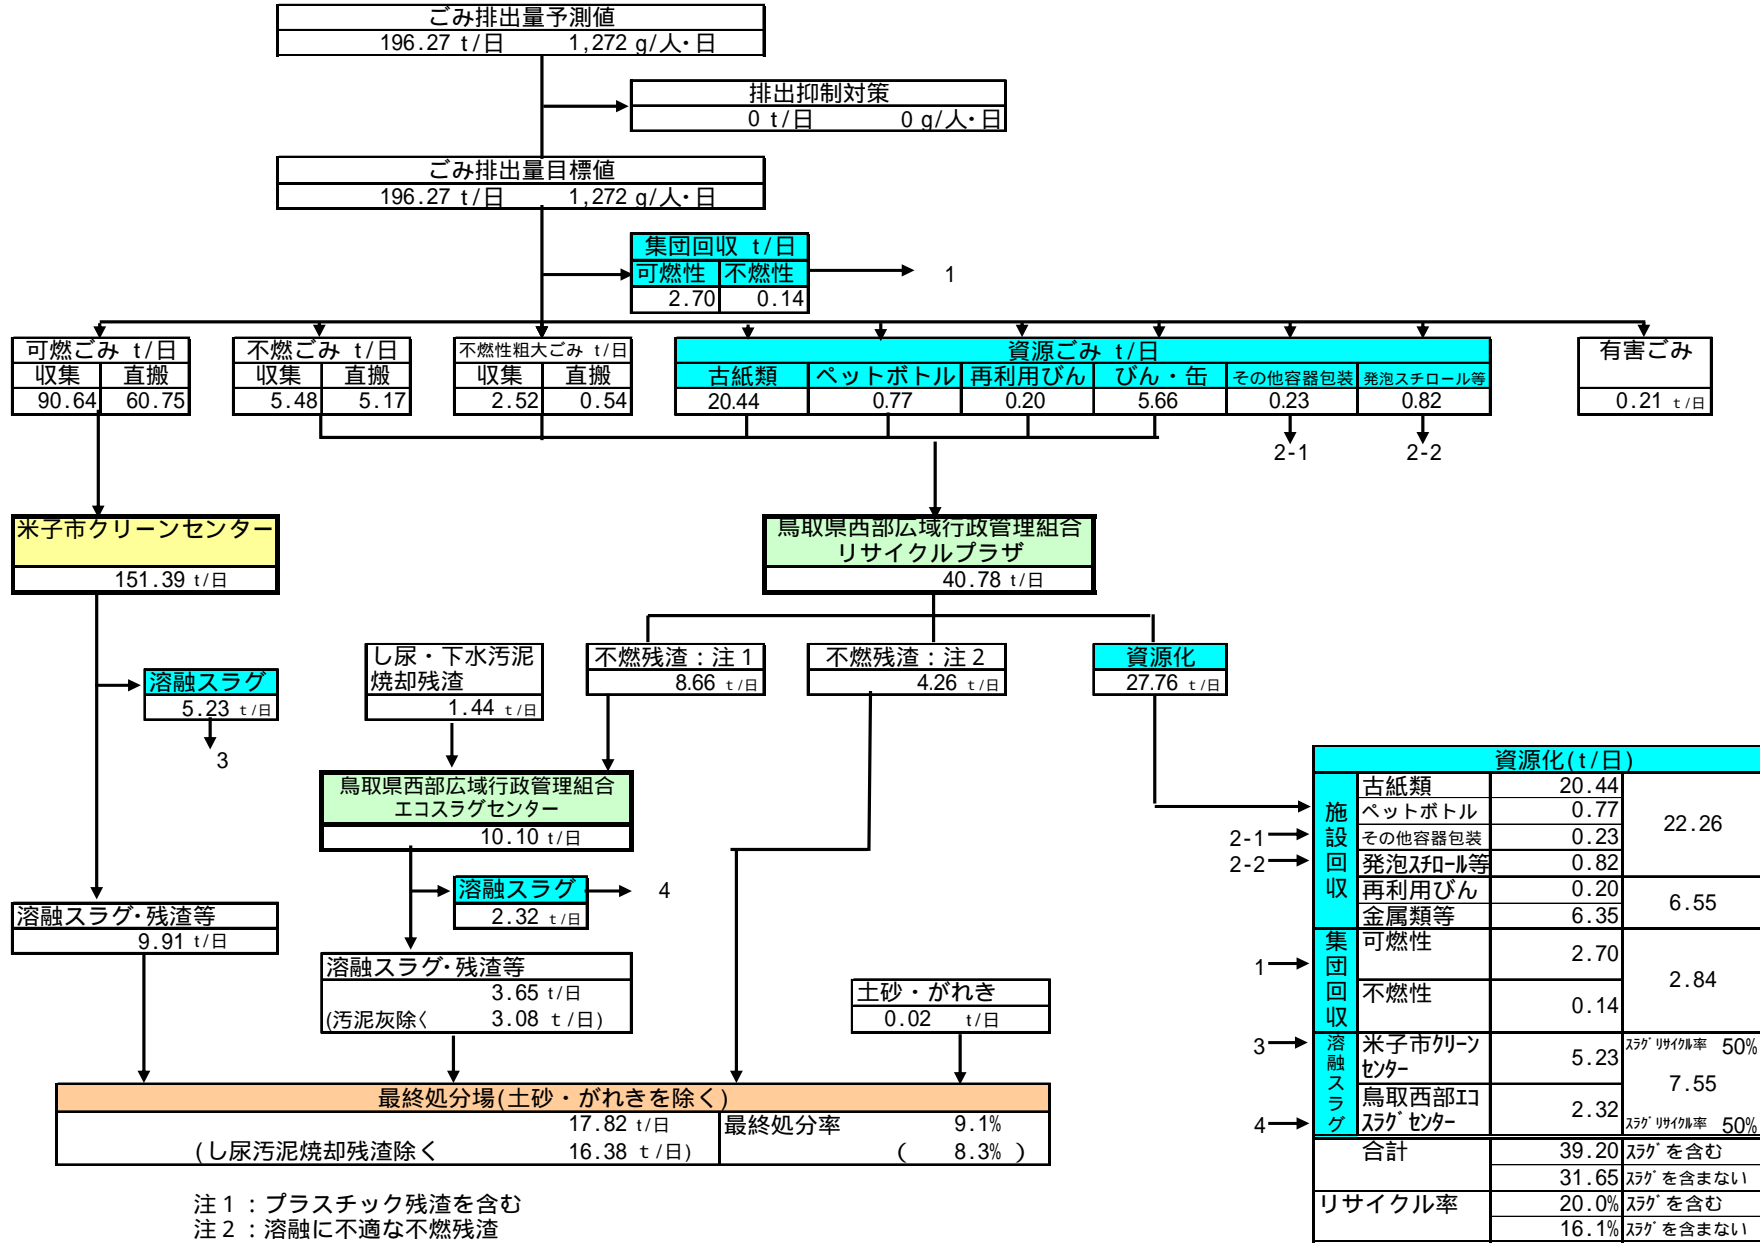 ごみ排出量予測値
196.27 t/日 1,272 g/人・日
排出抑制対策
0 t/日 0 g/人・日
ごみ排出量目標値
196.27 t/日 1,272 g/人・日
集団回収 t/日
可燃性 不燃性
2.70 0.14
1
可燃ごみ t/日
収集 直搬
90.64 60.75
不燃ごみ t/日
収集 直搬
5.48 5.17
不燃性粗大ごみ t/日
収集 直搬
2.52 0.54
資源ごみ t/日
古紙類 ペットボトル 再利用びん びん・缶 その他容器包装 発泡スチロール等
20.44 0.77 0.20 5.66 0.23 0.82
有害ごみ
0.21 t/日
2-1 2-2
米子市クリーンセンター
151.39 t/日
鳥取県西部広域行政管理組合
リサイクルプラザ
40.78 t/日
溶融スラグ
5.23 t/日
3
し尿・下水汚泥
焼却残渣
1.44 t/日
不燃残渣：注1
8.66 t/日
不燃残渣：注2
4.26 t/日
資源化
27.76 t/日
鳥取県西部広域行政管理組合
エコスラグセンター
10.10 t/日
溶融スラグ
2.32 t/日
4
溶融スラグ・残渣等
9.91 t/日
溶融スラグ・残渣等
3.65 t/日
(汚泥灰除く 3.08 t/日)
土砂・がれき
0.02 t/日
最終処分場(土砂・がれきを除く)
17.82 t/日 最終処分率 9.1%
(し尿汚泥焼却残渣除く 16.38 t/日) ( 8.3% )
注1：プラスチック残渣を含む
注2：溶融に不適な不燃残渣
資源化(t/日)
施設回収
古紙類 20.44
ペットボトル 0.77
22.26
2-1 その他容器包装 0.23
2-2 発泡ｽﾁﾛｰﾙ等 0.82
再利用びん 0.20
6.55
金属類等 6.35
集団回収
1
可燃性 2.70
2.84
不燃性 0.14
溶融スラグ
3
米子市ｸﾘｰﾝ
ｾﾝﾀｰ 5.23
ｽﾗｸﾞﾘｻｲｸﾙ率 50%
7.55
4
鳥取西部ｴｺ
ｽﾗｸﾞｾﾝﾀｰ 2.32
ｽﾗｸﾞﾘｻｲｸﾙ率 50%
合計 39.20 ｽﾗｸﾞを含む
31.65 ｽﾗｸﾞを含まない
リサイクル率 20.0% ｽﾗｸﾞを含む
16.1% ｽﾗｸﾞを含まない